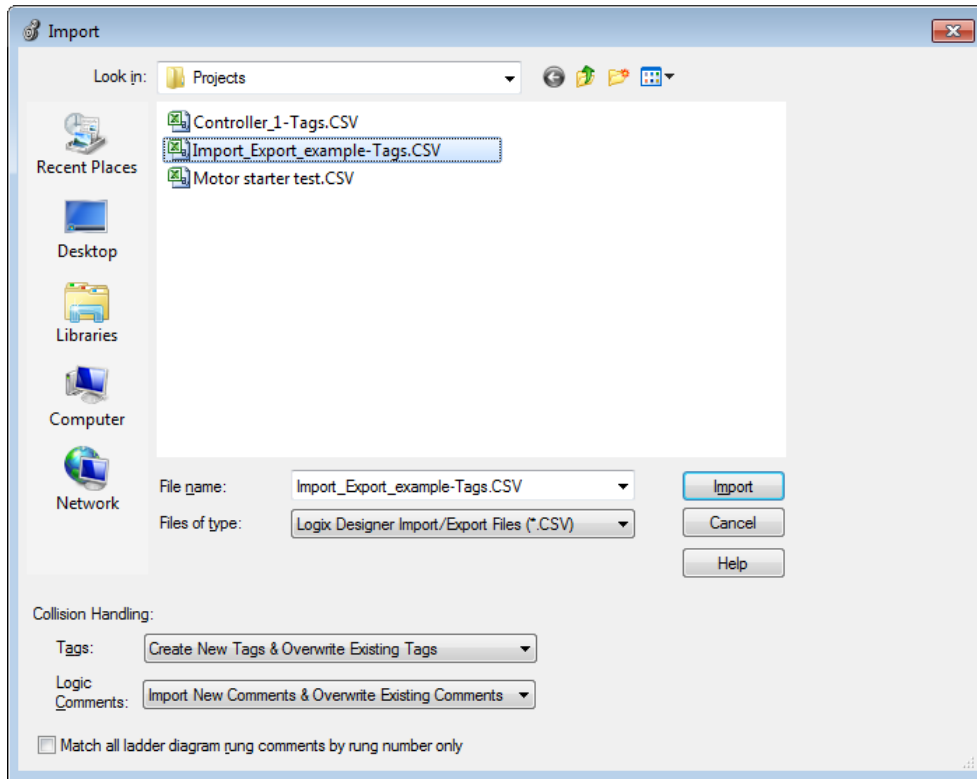 Import
Look in: Projects
Controller_1-Tags.CSV
Import_Export_example-Tags.CSV
Motor starter test.CSV
Recent Places
Desktop
Libraries
Computer
Network
File name: Import_Export_example-Tags.CSV Import
Files of type: Logix Designer Import/Export Files (*.CSV) Cancel
Help
Collision Handling:
Tags: Create New Tags & Overwrite Existing Tags
Logic
Comments: Import New Comments & Overwrite Existing Comments
Match all ladder diagram rung comments by rung number only